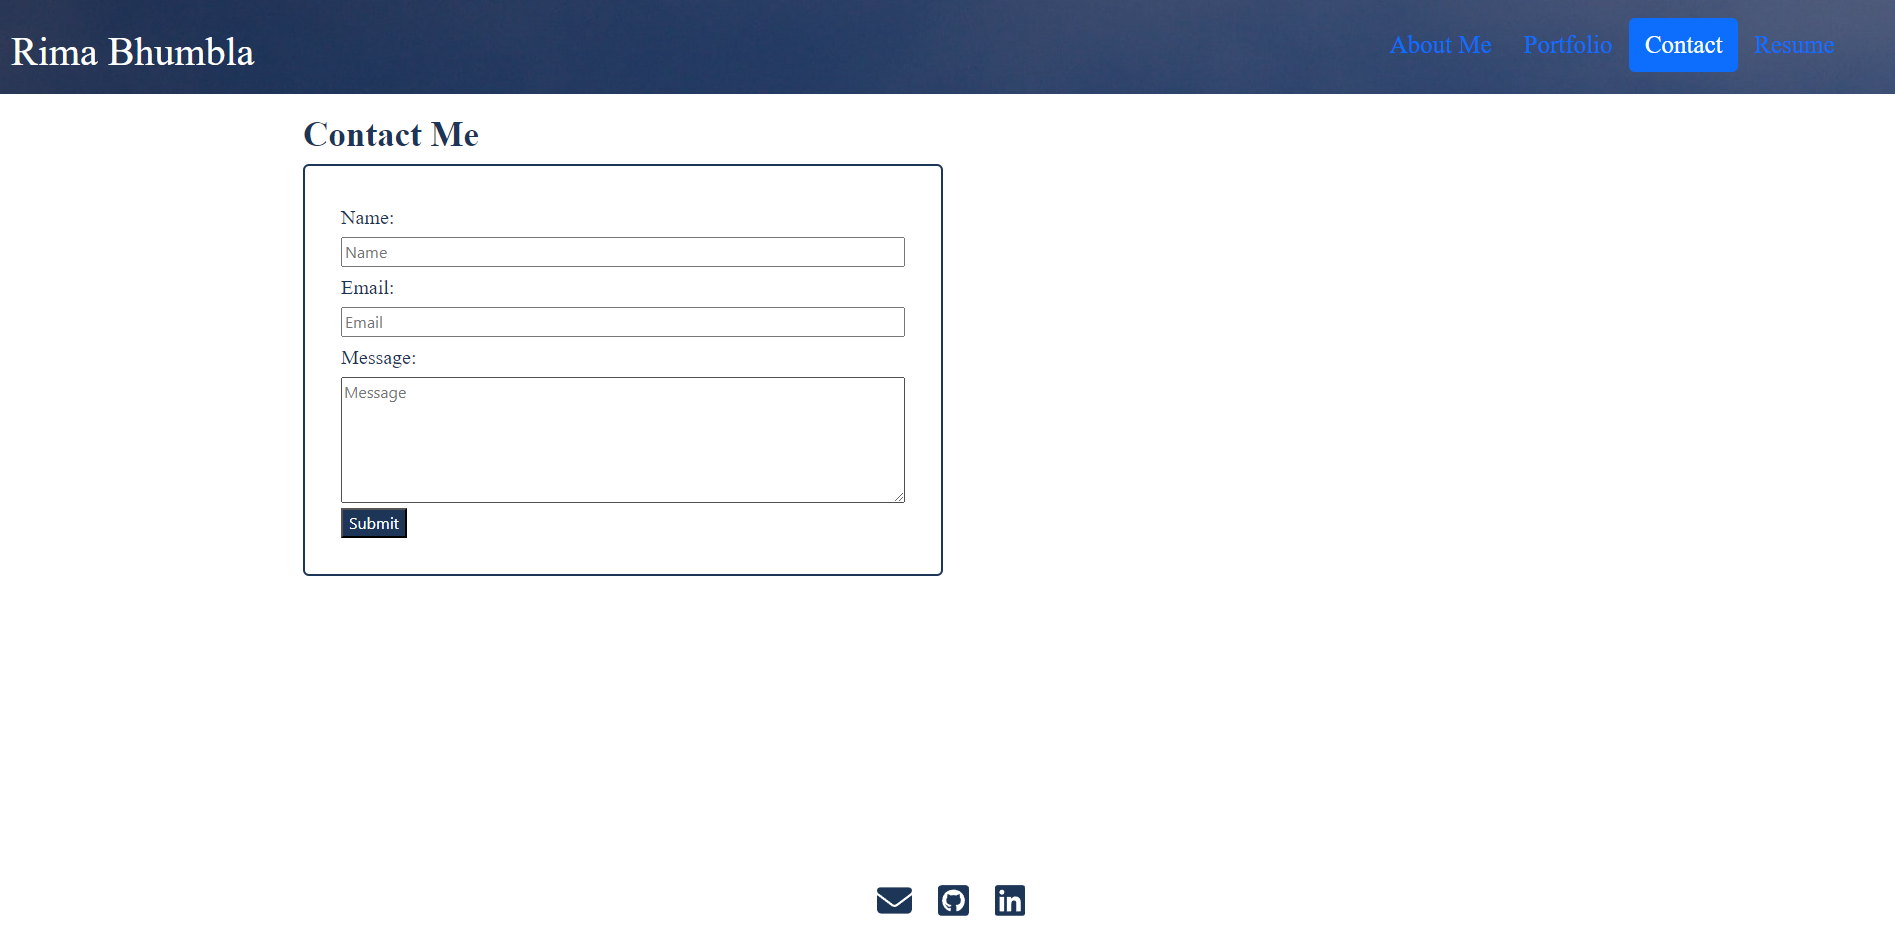 Rima Bhumbla
About Me Portfolio Contact Resume
Contact Me
Name:
Name
Email:
Email
Message:
Message
Submit
in